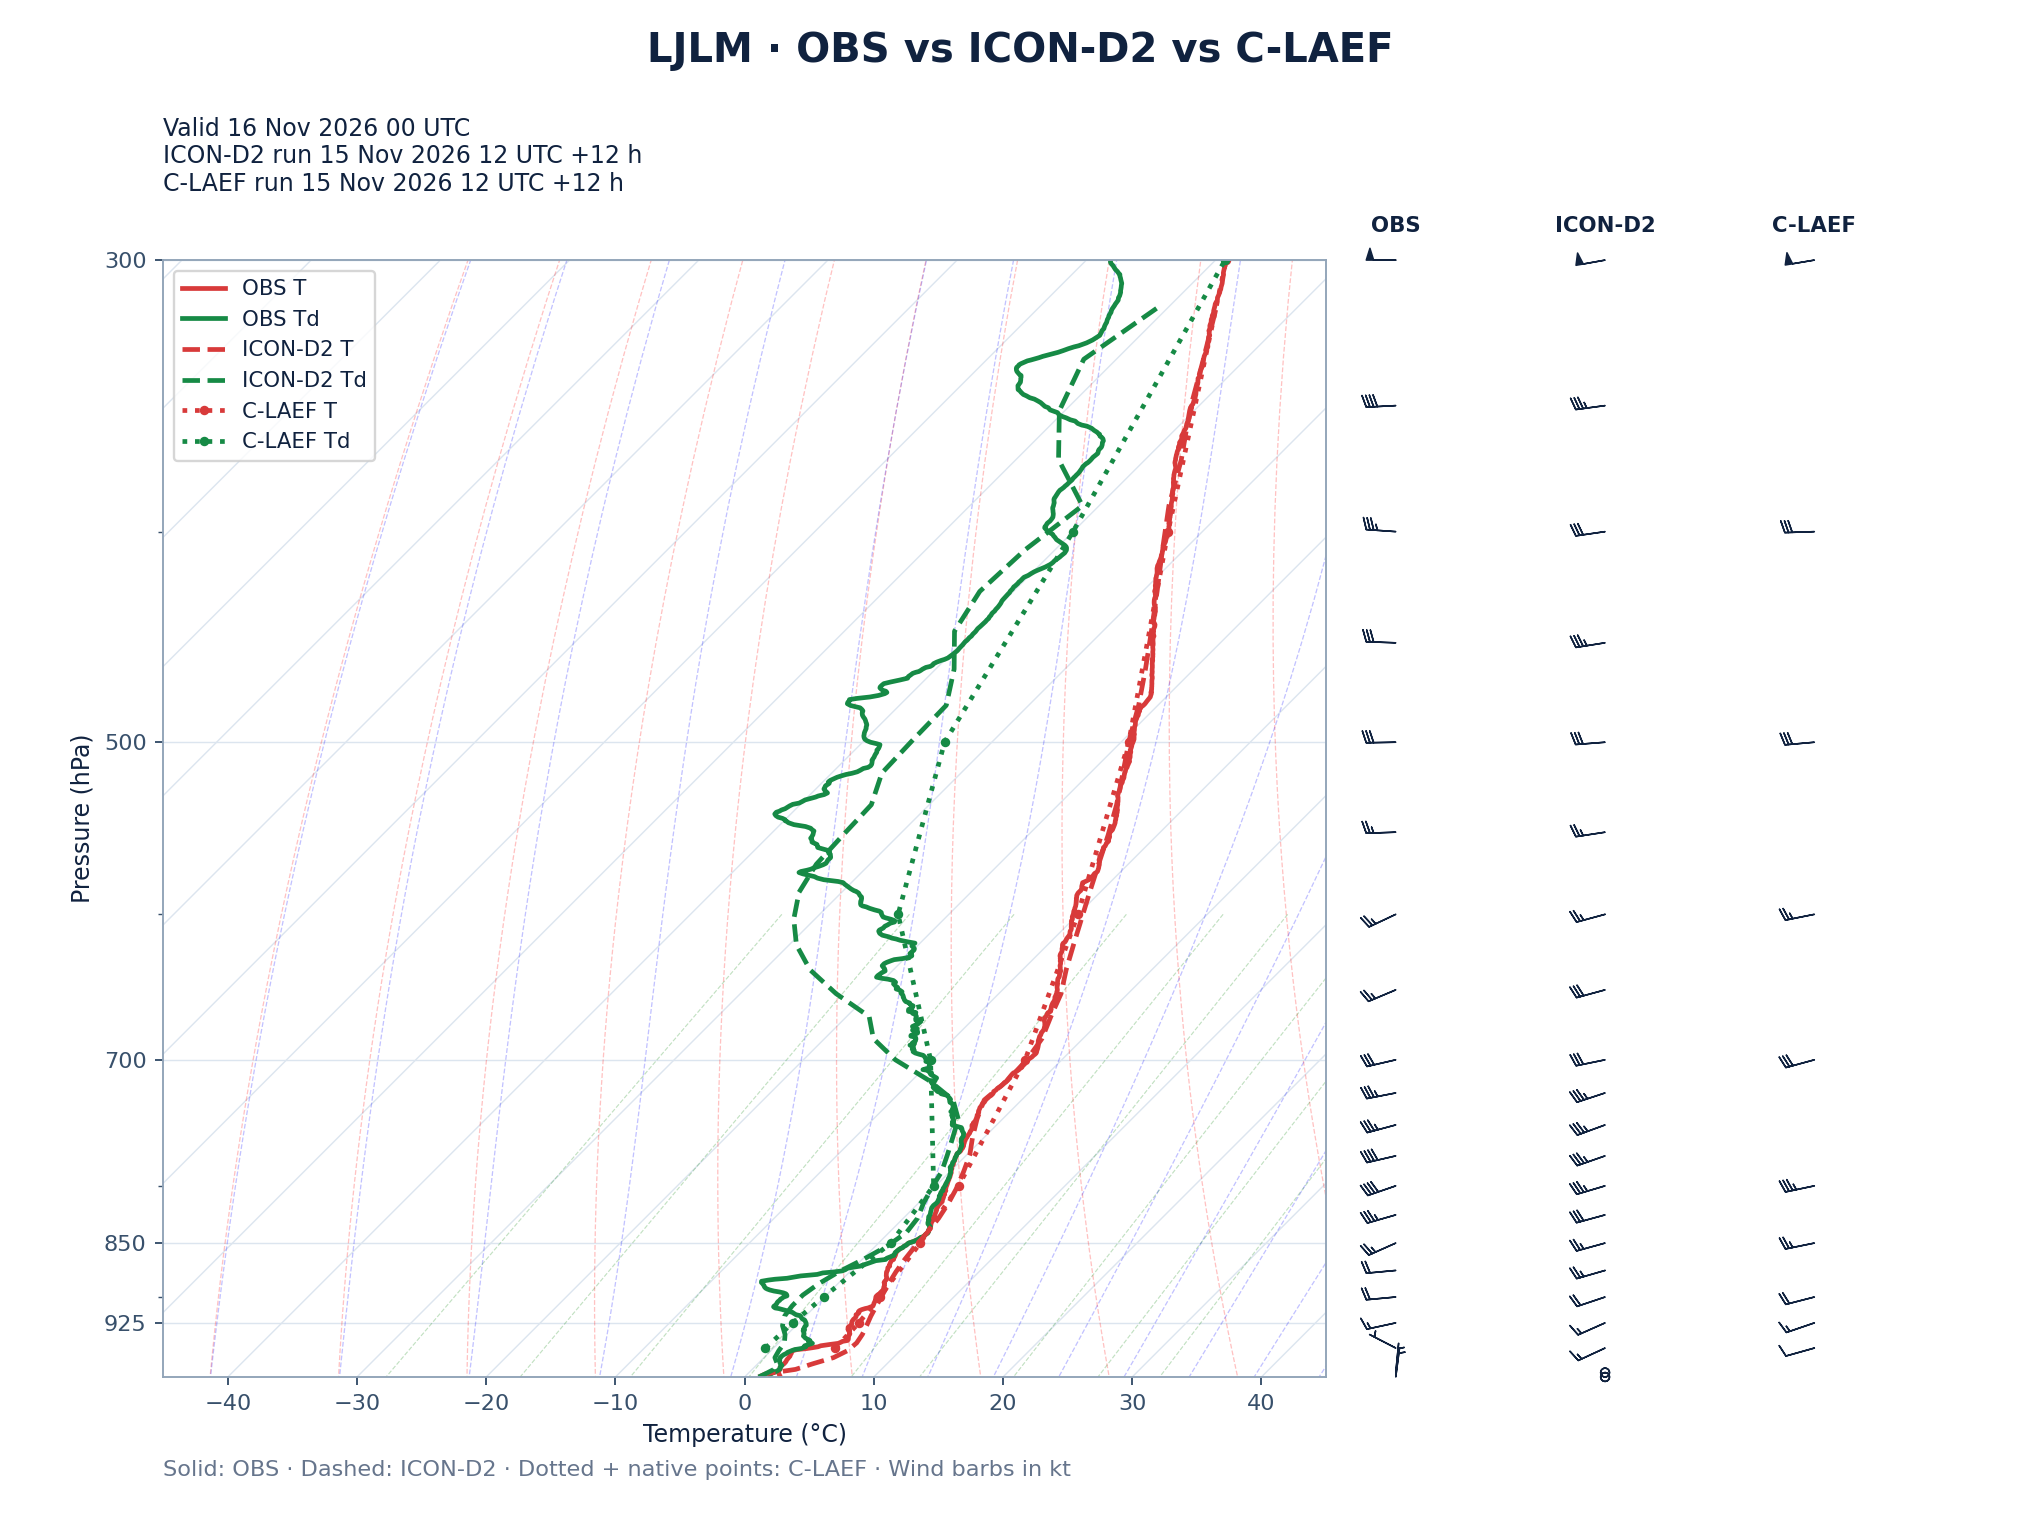 LJLM · OBS vs ICON-D2 vs C-LAEF
Valid 16 Nov 2026 00 UTC
ICON-D2 run 15 Nov 2026 12 UTC +12 h
C-LAEF run 15 Nov 2026 12 UTC +12 h
OBS ICON-D2 C-LAEF
OBS T
OBS Td
ICON-D2 T
ICON-D2 Td
C-LAEF T
C-LAEF Td
Pressure (hPa)
300
500
700
850
925
−40 −30 −20 −10 0 10 20 30 40
Temperature (°C)
Solid: OBS · Dashed: ICON-D2 · Dotted + native points: C-LAEF · Wind barbs in kt